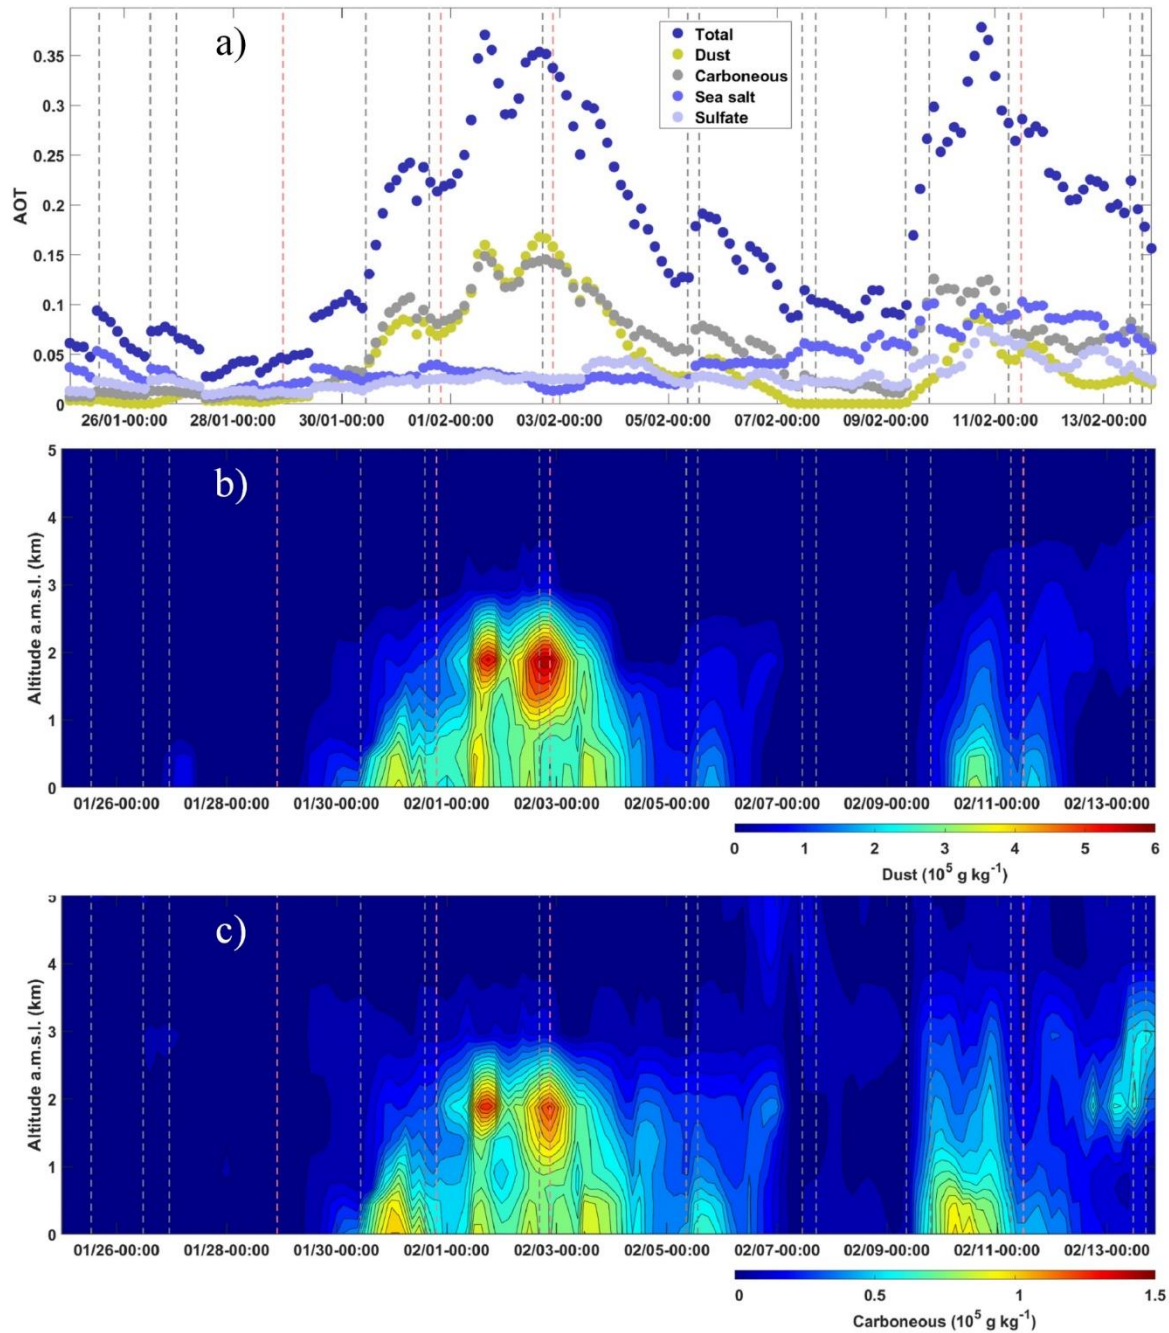 a)
Total
Dust
Carboneous
Sea salt
Sulfate
AOT
0.35
0.3
0.25
0.2
0.15
0.1
0.05
0
26/01-00:00 28/01-00:00 30/01-00:00 01/02-00:00 03/02-00:00 05/02-00:00 07/02-00:00 09/02-00:00 11/02-00:00 13/02-00:00
b)
Altitude a.m.s.l. (km)
5
4
3
2
1
0
01/26-00:00 01/28-00:00 01/30-00:00 02/01-00:00 02/03-00:00 02/05-00:00 02/07-00:00 02/09-00:00 02/11-00:00 02/13-00:00
0 1 2 3 4 5 6
Dust (10⁵ g kg⁻¹)
c)
Altitude a.m.s.l. (km)
5
4
3
2
1
0
01/26-00:00 01/28-00:00 01/30-00:00 02/01-00:00 02/03-00:00 02/05-00:00 02/07-00:00 02/09-00:00 02/11-00:00 02/13-00:00
0 0.5 1 1.5
Carboneous (10⁵ g kg⁻¹)